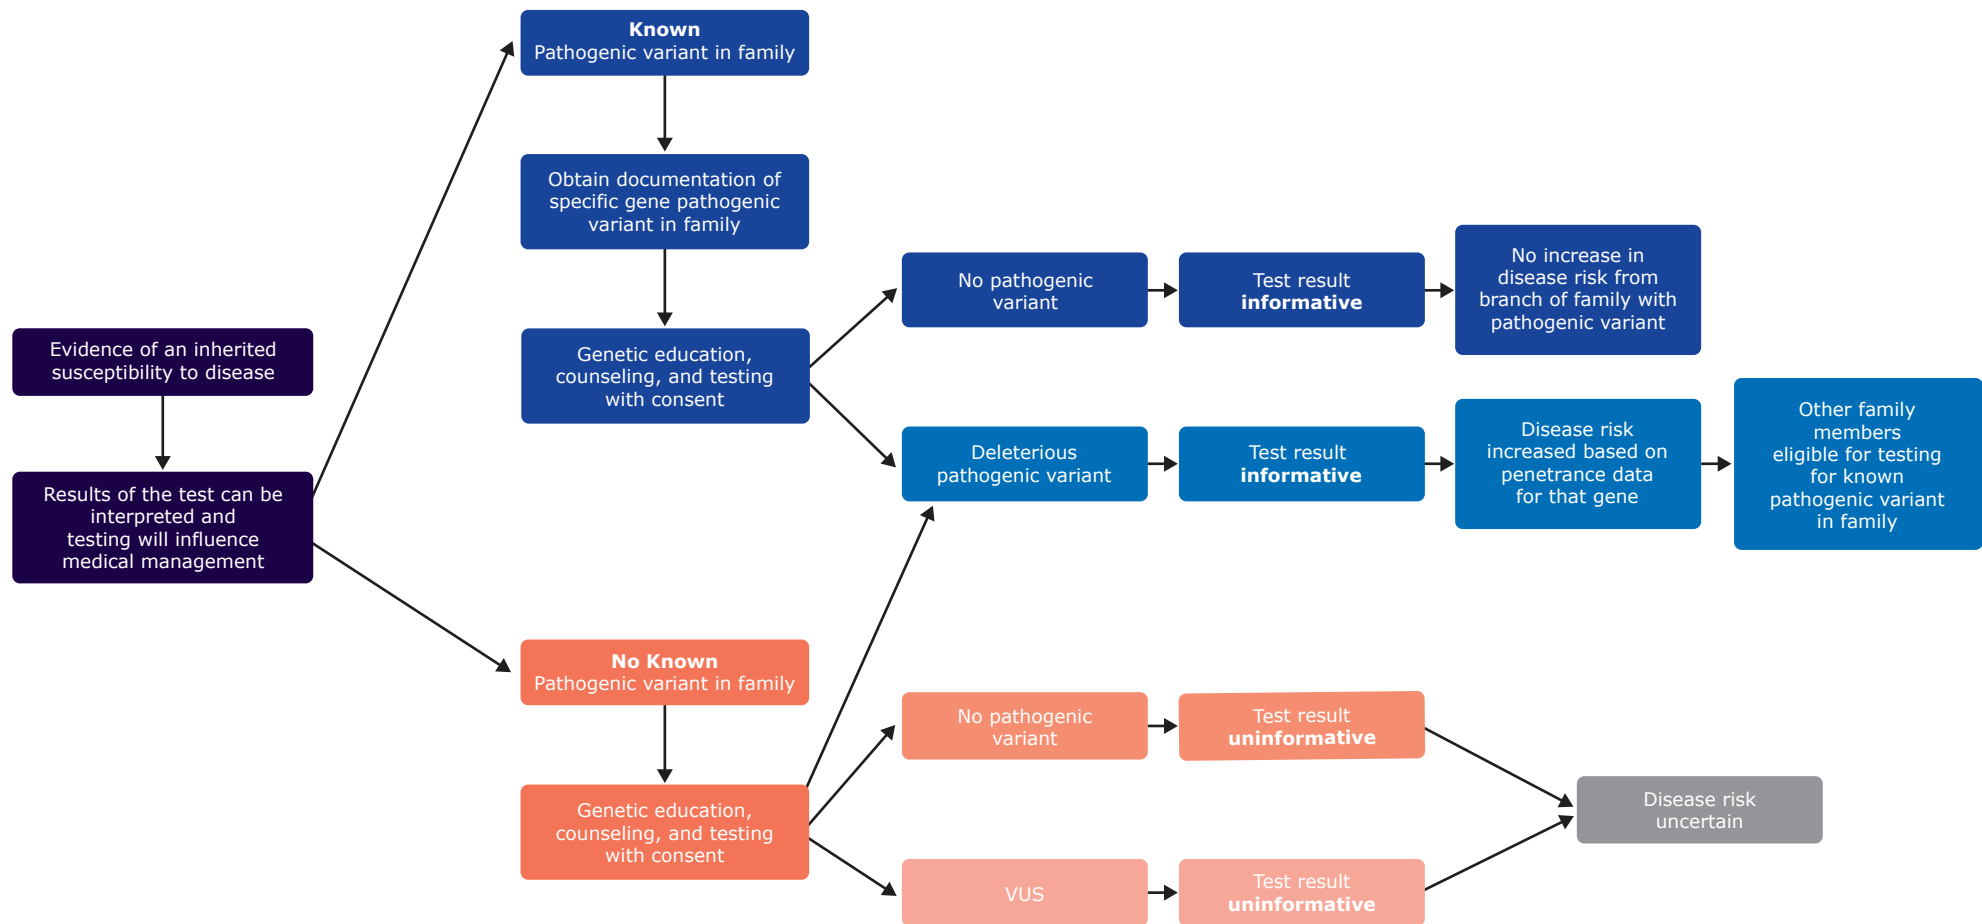 Known
Pathogenic variant in family
Obtain documentation of
specific gene pathogenic
variant in family
Genetic education,
counseling, and testing
with consent
Evidence of an inherited
susceptibility to disease
Results of the test can be
interpreted and
testing will influence
medical management
No pathogenic
variant
Test result
informative
No increase in
disease risk from
branch of family with
pathogenic variant
Deleterious
pathogenic variant
Test result
informative
Disease risk
increased based on
penetrance data
for that gene
Other family
members
eligible for testing
for known
pathogenic variant
in family
No Known
Pathogenic variant in family
Genetic education,
counseling, and testing
with consent
No pathogenic
variant
Test result
uninformative
VUS
Test result
uninformative
Disease risk
uncertain